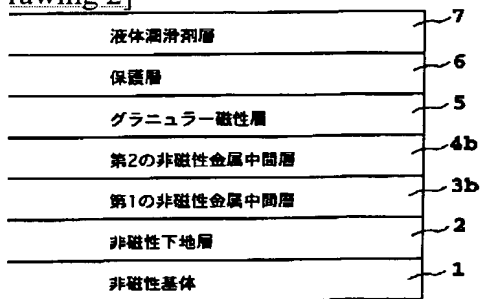 rawing 2]
液体潤滑剤層 7
保護層 6
グラニュラー磁性層 5
第2の非磁性金属中間層 4b
第1の非磁性金属中間層 3b
非磁性下地層 2
非磁性基体 1